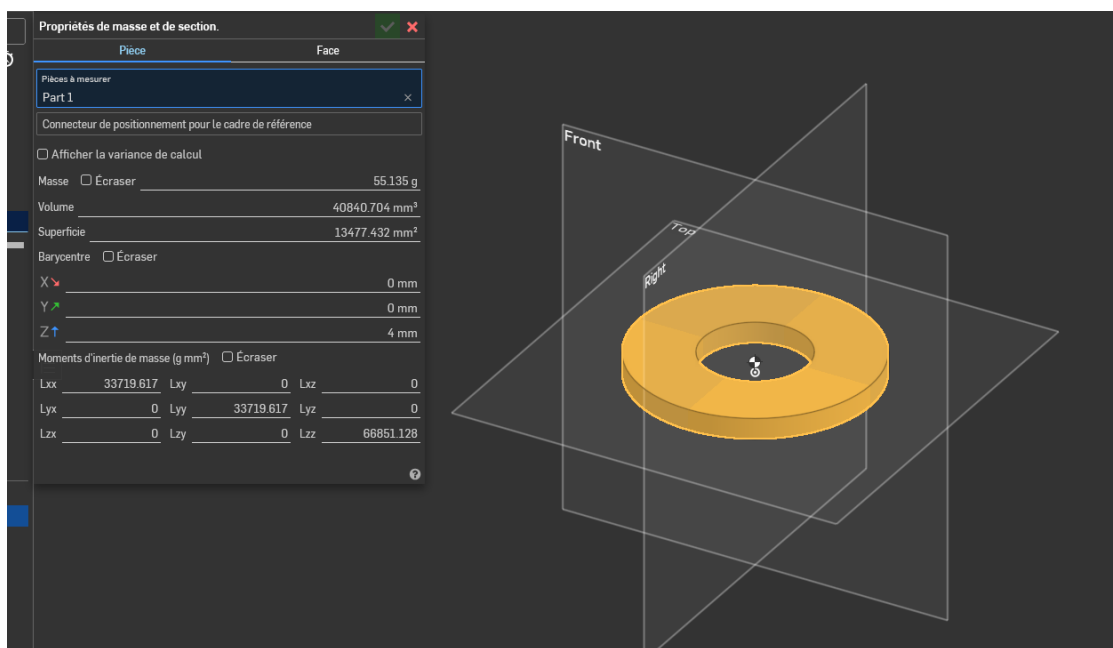 Propriétés de masse et de section.
Pièce Face
Pièces à mesurer
Part 1 ×
Connecteur de positionnement pour le cadre de référence
Afficher la variance de calcul
Masse Écraser 55.135 g
Volume 40840.704 mm³
Superficie 13477.432 mm²
Barycentre Écraser
X 0 mm
Y 0 mm
Z 4 mm
Moments d'inertie de masse (g mm²) Écraser
Lxx 33719.617 Lxy 0 Lxz 0
Lyx 0 Lyy 33719.617 Lyz 0
Lzx 0 Lzy 0 Lzz 66851.128
Front
Top
Right